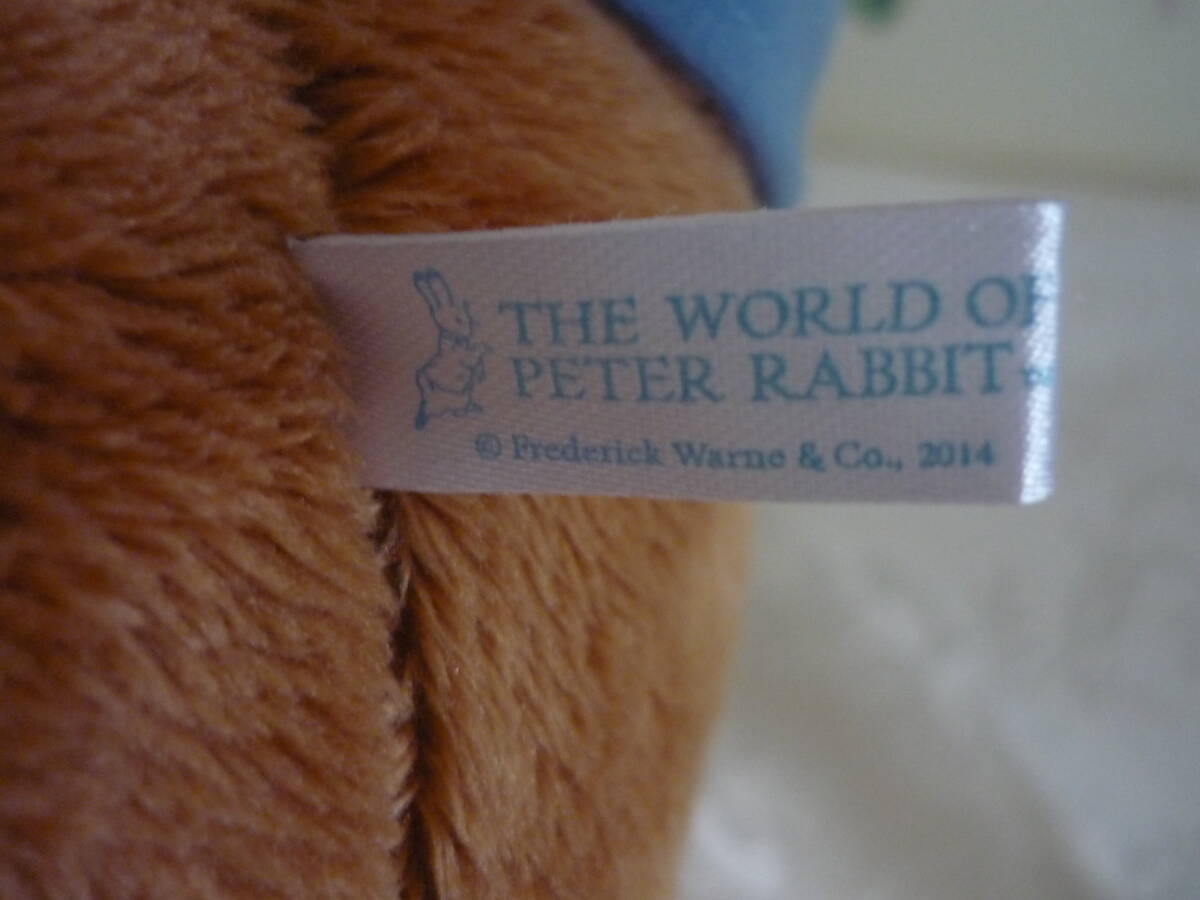 THE WORLD OF
PETER RABBIT
© Frederick Warne & Co., 2014